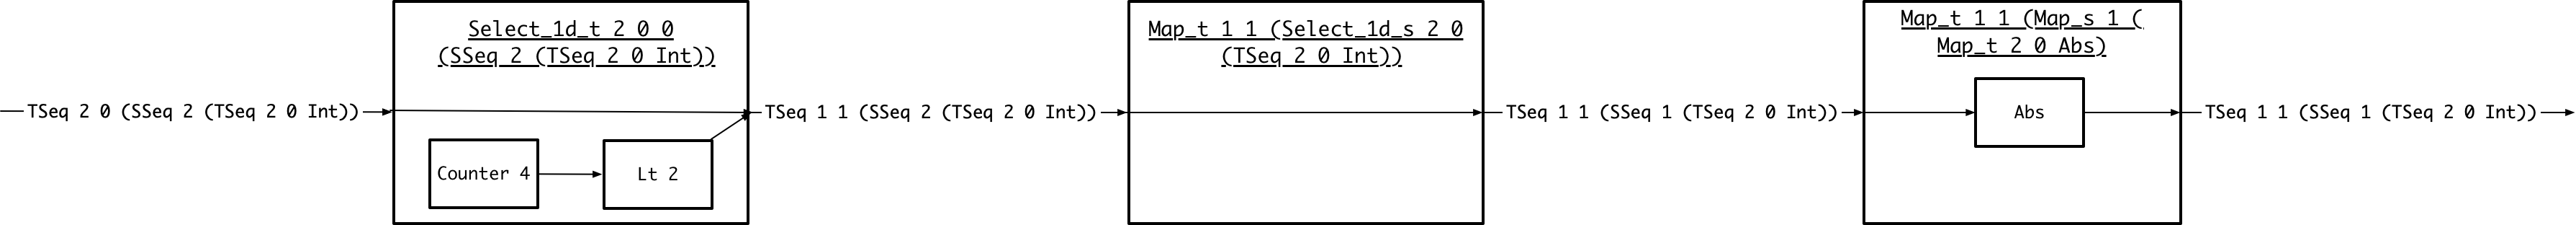 TSeq 2 0 (SSeq 2 (TSeq 2 0 Int))
Select_1d_t 2 0 0
(SSeq 2 (TSeq 2 0 Int))
Counter 4
Lt 2
TSeq 1 1 (SSeq 2 (TSeq 2 0 Int))
Map_t 1 1 (Select_1d_s 2 0
(TSeq 2 0 Int))
TSeq 1 1 (SSeq 1 (TSeq 2 0 Int))
Map_t 1 1 (Map_s 1 (
Map_t 2 0 Abs)
Abs
TSeq 1 1 (SSeq 1 (TSeq 2 0 Int))